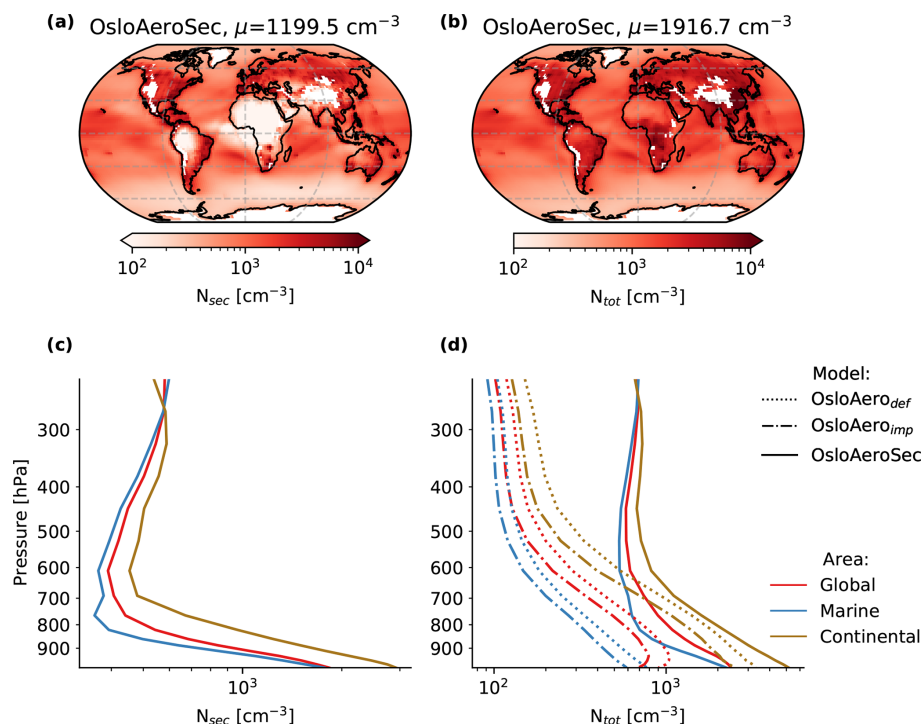 (a)
OsloAeroSec, μ=1199.5 cm⁻³
(b)
OsloAeroSec, μ=1916.7 cm⁻³
10² 10³ 10⁴
N_sec [cm⁻³]
10² 10³ 10⁴
N_tot [cm⁻³]
(c)
Pressure [hPa]
300
400
500
600
700
800
900
10³
N_sec [cm⁻³]
(d)
300
400
500
600
700
800
900
10² 10³
N_tot [cm⁻³]
Model:
OsloAero_def
OsloAero_imp
OsloAeroSec
Area:
Global
Marine
Continental